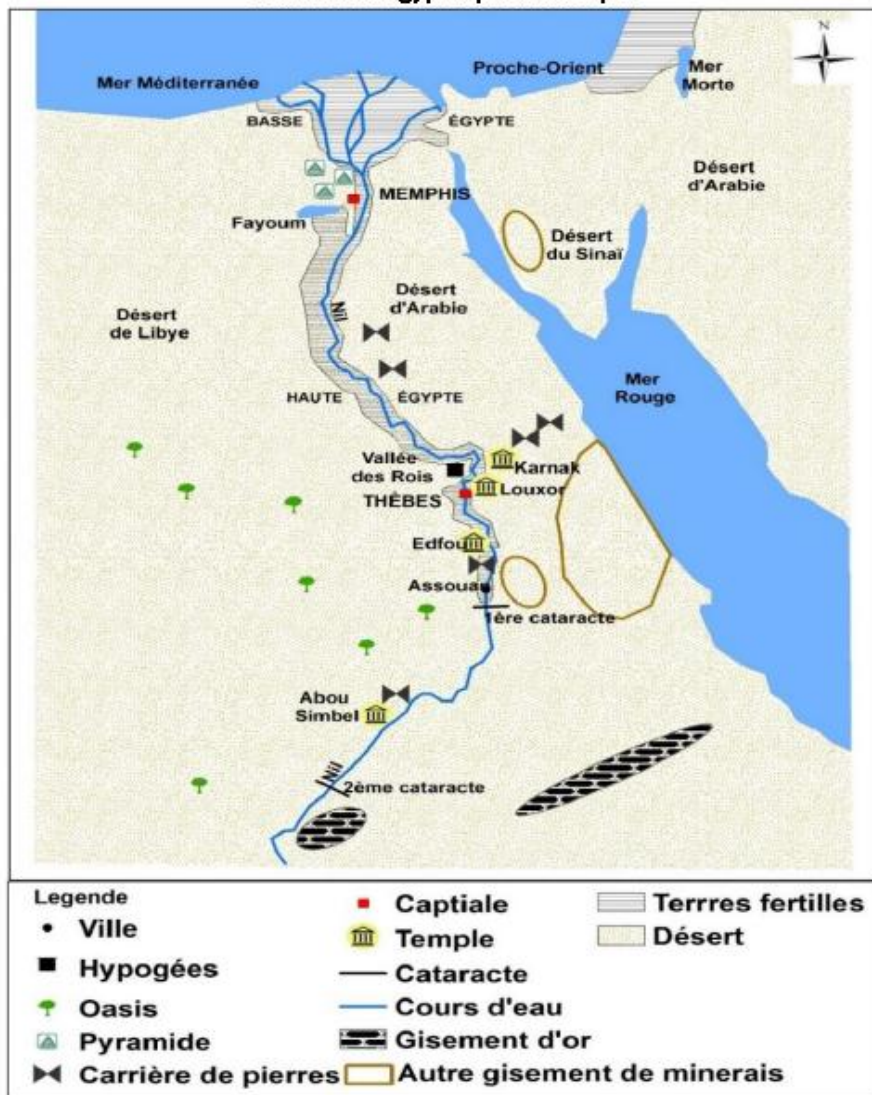 N
Mer Méditerranée
Proche-Orient
Mer
Morte
BASSE
ÉGYPTE
Désert
d'Arabie
MEMPHIS
Fayoum
Désert
du Sinaï
Désert
de Libye
Nil
Désert
d'Arabie
Mer
Rouge
HAUTE
ÉGYPTE
Vallée
des Rois
Karnak
Louxor
THÈBES
Edfou
Assouan
1ère cataracte
Abou
Simbel
Nil
2ème cataracte
Legende
Ville
Hypogées
Oasis
Pyramide
Carrière de pierres
Captiale
Temple
Cataracte
Cours d'eau
Gisement d'or
Autre gisement de minerais
Terrres fertilles
Désert